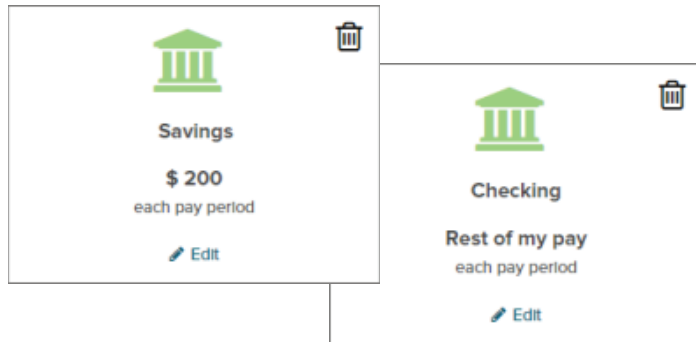 Savings
$ 200
each pay period
Edit
Checking
Rest of my pay
each pay period
Edit